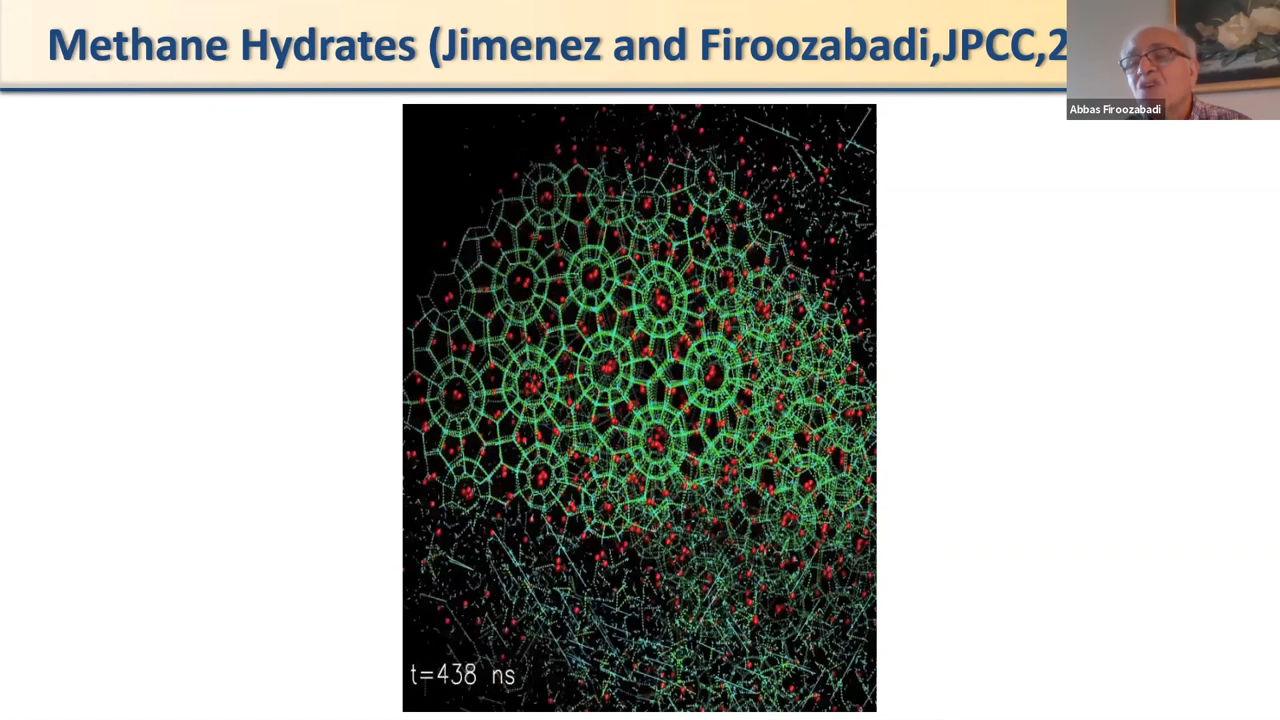 Methane Hydrates (Jimenez and Firoozabadi,JPCC,2
Abbas Firoozabadi
t=438 ns